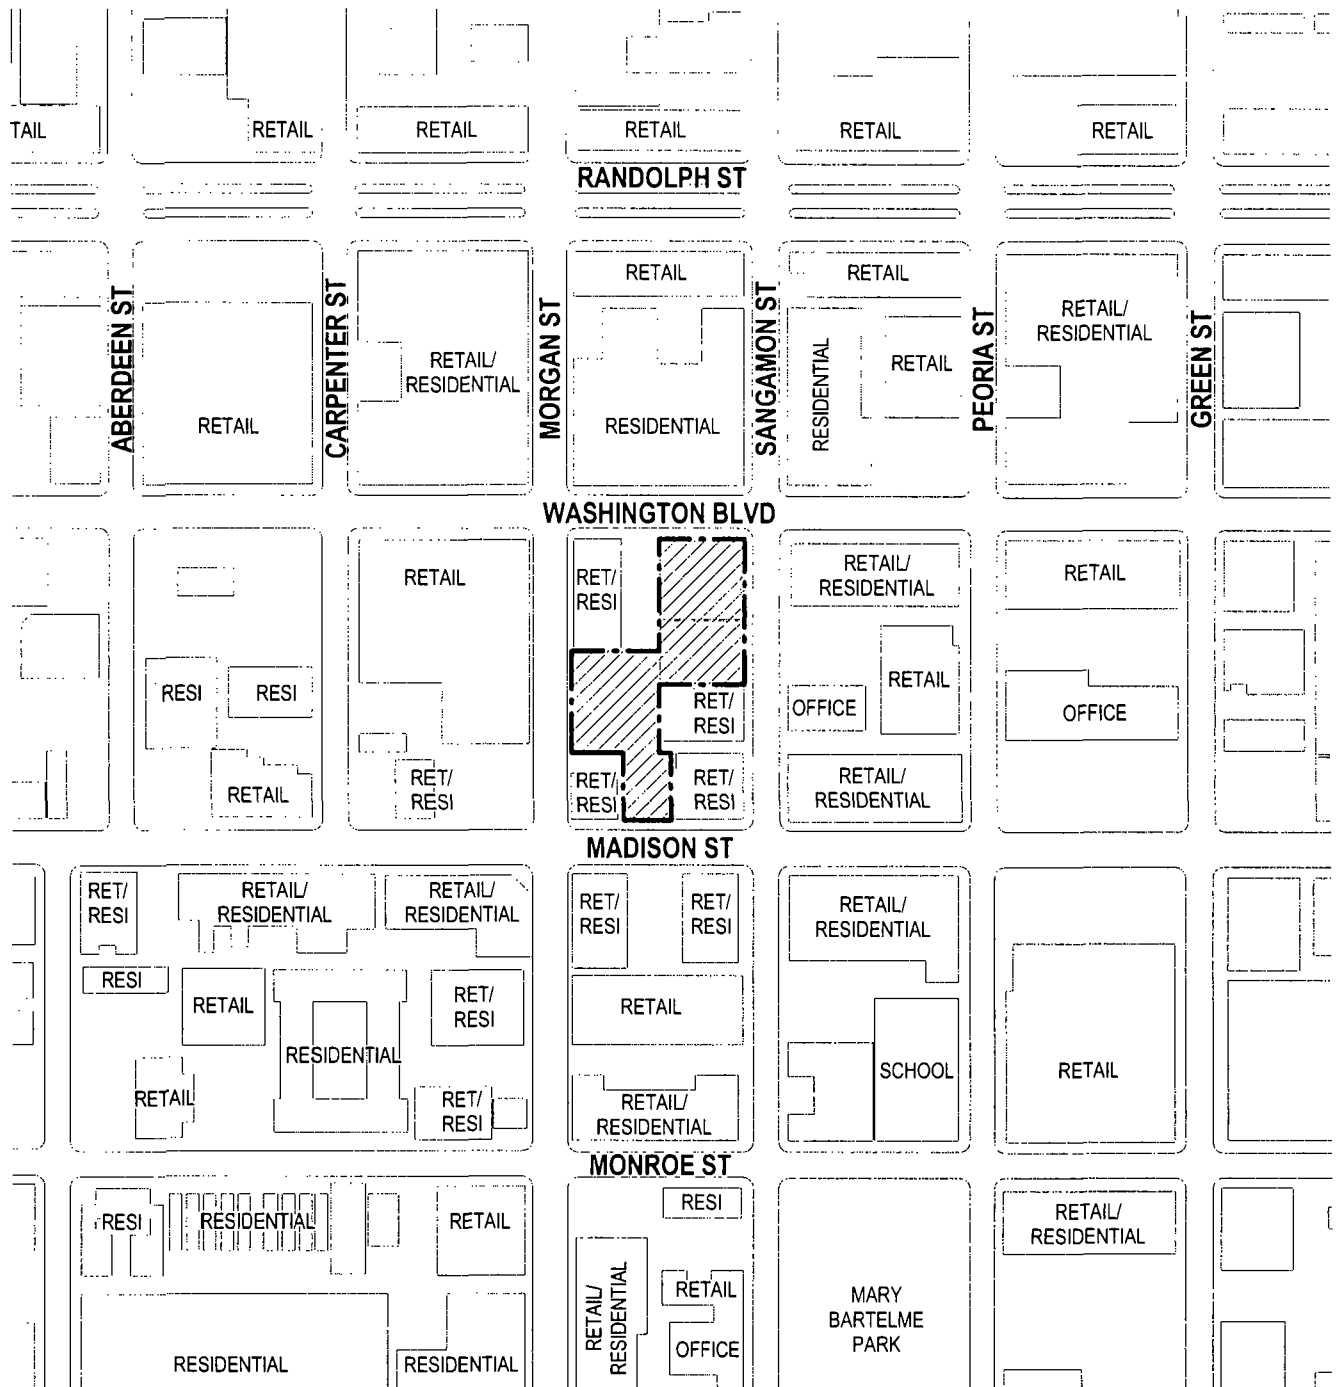 TAIL
RETAIL
RETAIL
RETAIL
RETAIL
RETAIL
RANDOLPH ST
ABERDEEN ST
CARPENTER ST
MORGAN ST
SANGAMON ST
PEORIA ST
GREEN ST
RETAIL
RETAIL
RETAIL/
RESIDENTIAL
RETAIL/
RESIDENTIAL
RESIDENTIAL
RETAIL
RETAIL
RESIDENTIAL
WASHINGTON BLVD
RETAIL
RET/
RESI
RETAIL/
RESIDENTIAL
RETAIL
RESI
RESI
RET/
RESI
OFFICE
RETAIL
OFFICE
RETAIL
RET/
RESI
RET/
RESI
RET/
RESI
RETAIL/
RESIDENTIAL
MADISON ST
RET/
RESI
RETAIL/
RESIDENTIAL
RETAIL/
RESIDENTIAL
RET/
RESI
RET/
RESI
RETAIL/
RESIDENTIAL
RESI
RETAIL
RET/
RESI
RETAIL
RESIDENTIAL
SCHOOL
RETAIL
RETAIL
RET/
RESI
RETAIL/
RESIDENTIAL
MONROE ST
RESI
RESIDENTIAL
RETAIL
RESI
RETAIL/
RESIDENTIAL
RETAIL/
RESIDENTIAL
RETAIL
MARY
BARTELME
PARK
OFFICE
RESIDENTIAL
RESIDENTIAL